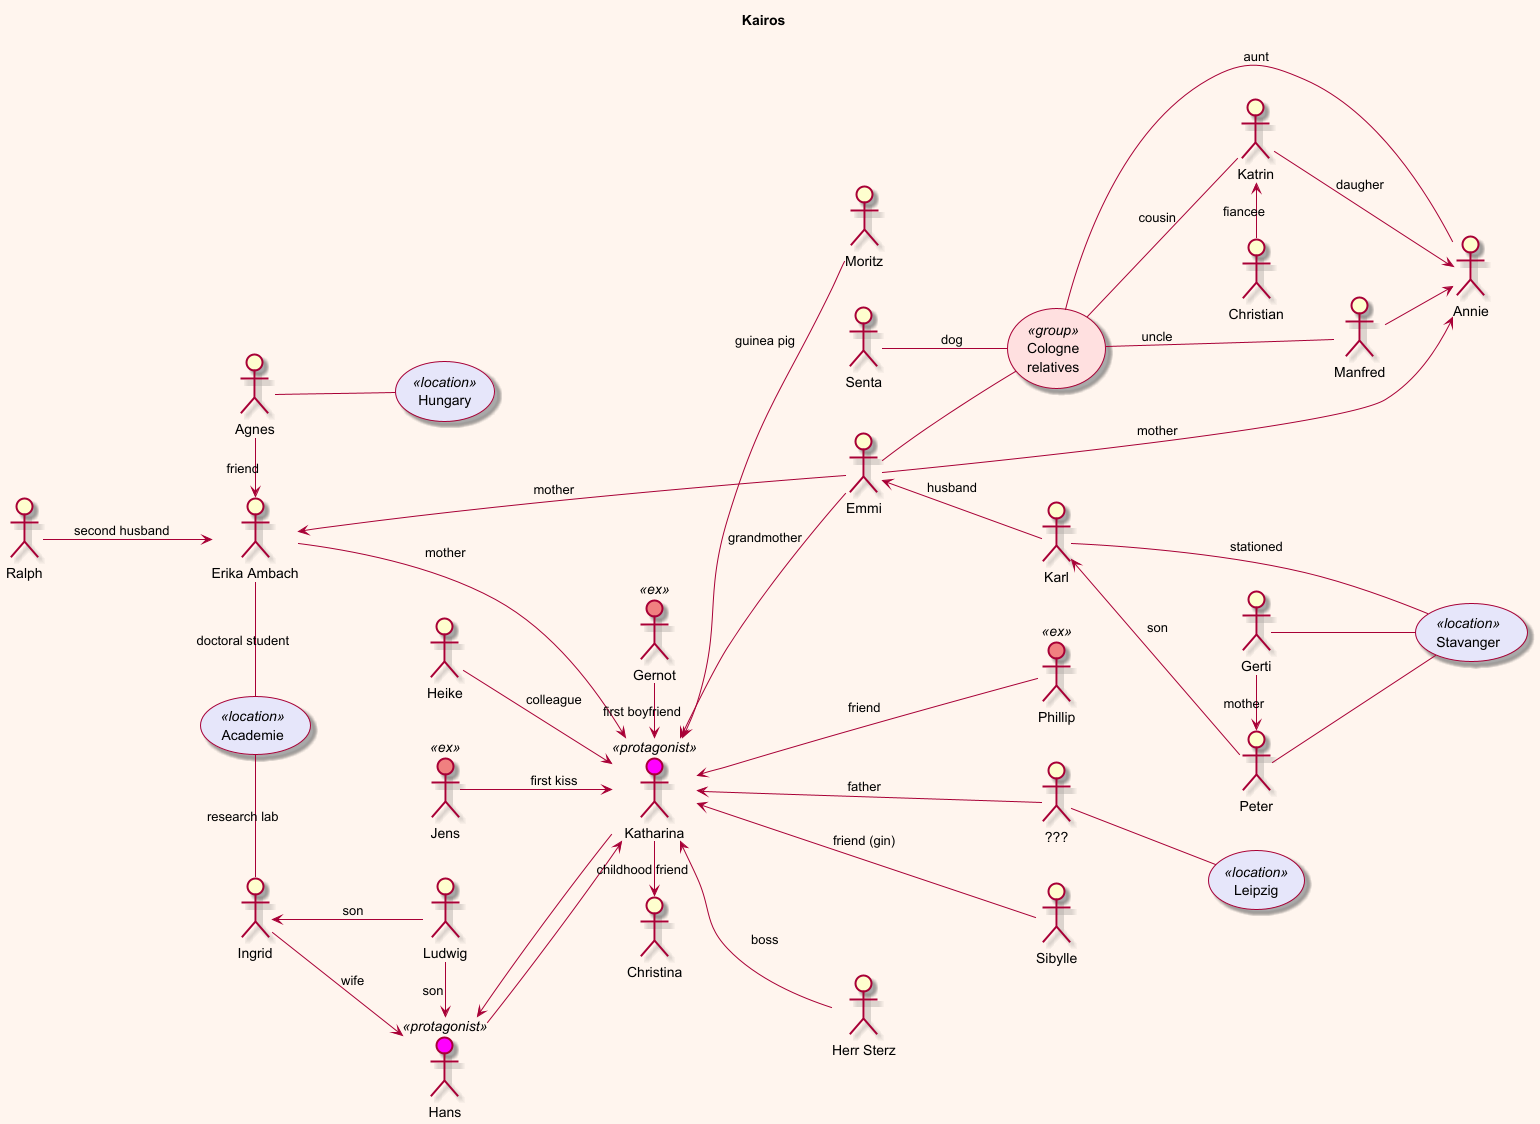 Kairos
aunt
Katrin
daugher
cousin
fiancee
Moritz
Christian
Annie
guinea pig
Senta
dog
«group»
Cologne
relatives
uncle
Manfred
Agnes
«location»
Hungary
friend
mother
Emmi
husband
mother
Ralph
second husband
Erika Ambach
mother
grandmother
Karl
stationed
«ex»
Gernot
Heike
doctoral student
colleague
first boyfriend
«ex»
Phillip
friend
son
Gerti
mother
«location»
Stavanger
Peter
«location»
Academie
«protagonist»
Katharina
«ex»
Jens
first kiss
father
???
friend (gin)
«location»
Leipzig
research lab
childhood friend
Christina
Sibylle
Ingrid
son
Ludwig
wife
son
boss
Herr Sterz
«protagonist»
Hans